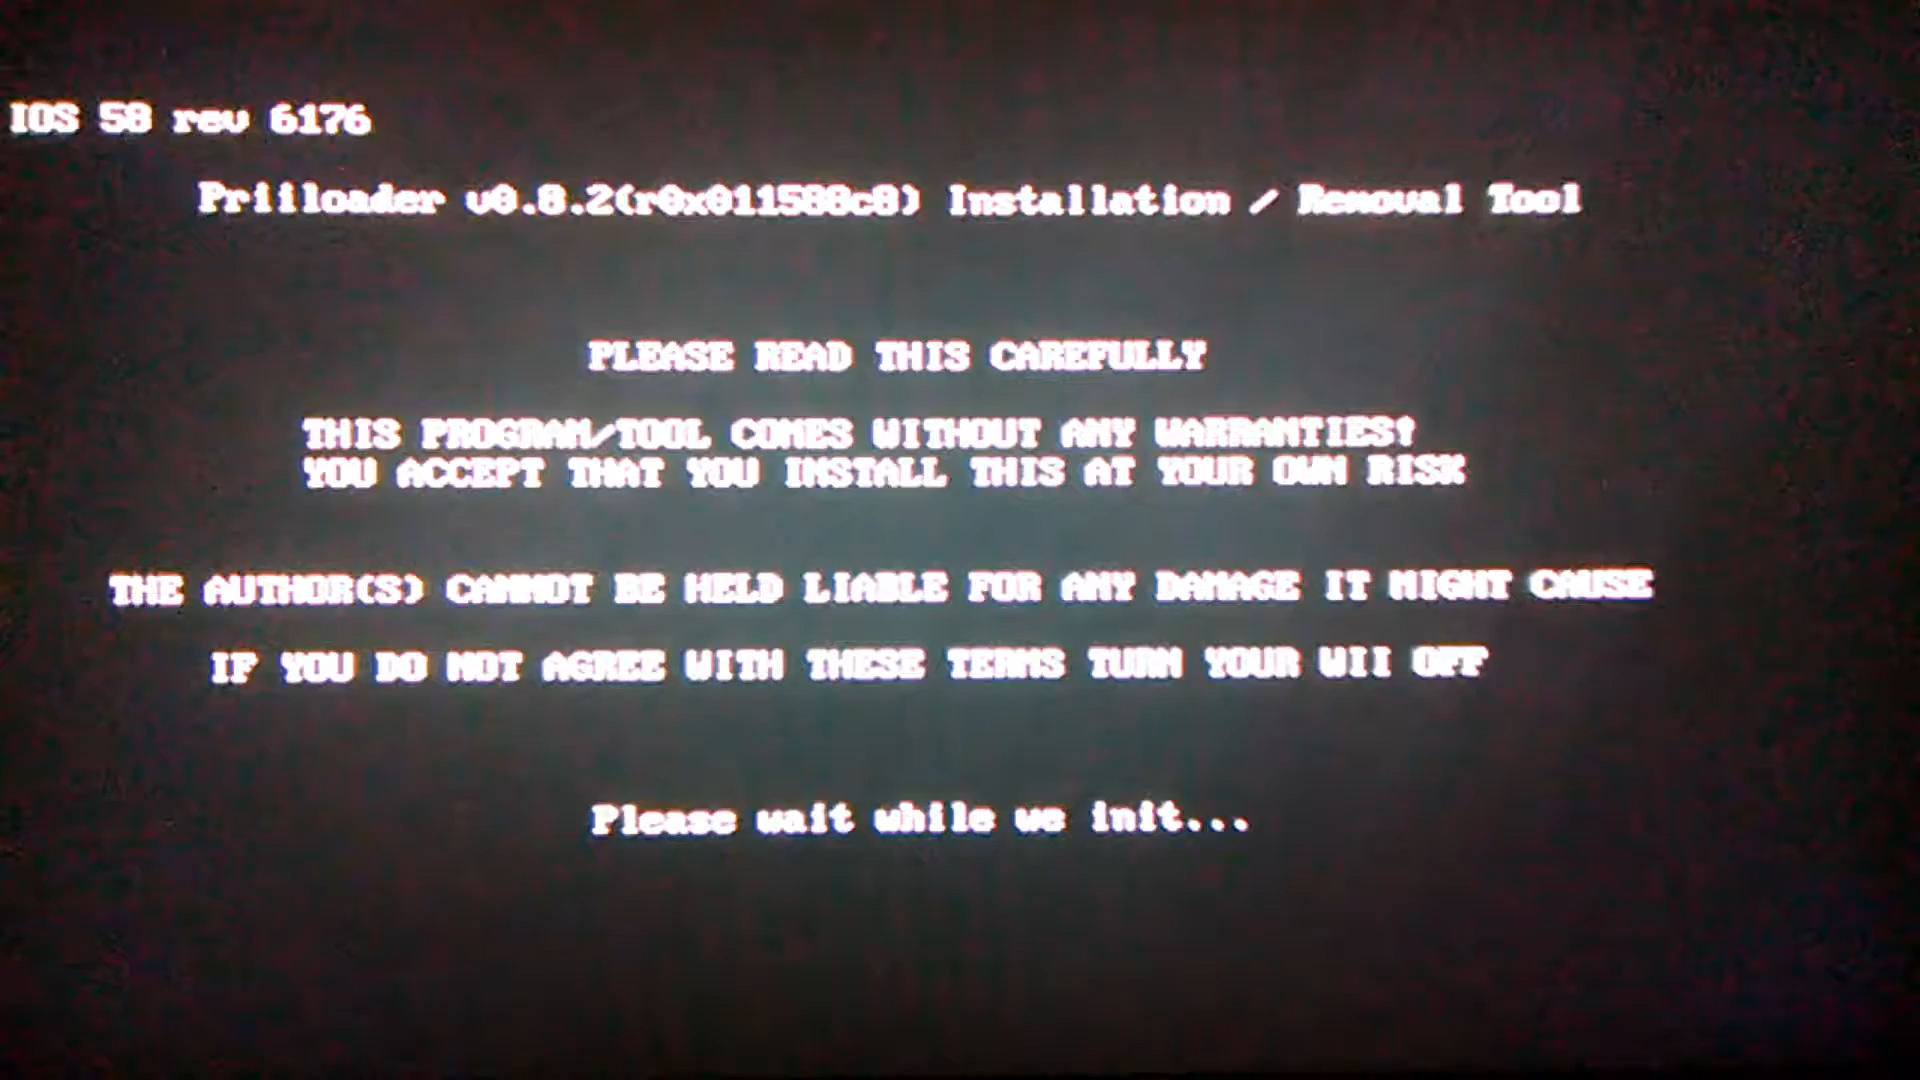 IOS 58 rev 6176
Priiloader v0.8.2(r0x011588c8) Installation / Removal Tool
PLEASE READ THIS CAREFULLY
THIS PROGRAM/TOOL COMES WITHOUT ANY WARRANTIES!
YOU ACCEPT THAT YOU INSTALL THIS AT YOUR OWN RISK
THE AUTHOR(S) CANNOT BE HELD LIABLE FOR ANY DAMAGE IT MIGHT CAUSE
IF YOU DO NOT AGREE WITH THESE TERMS TURN YOUR WII OFF
Please wait while we init...